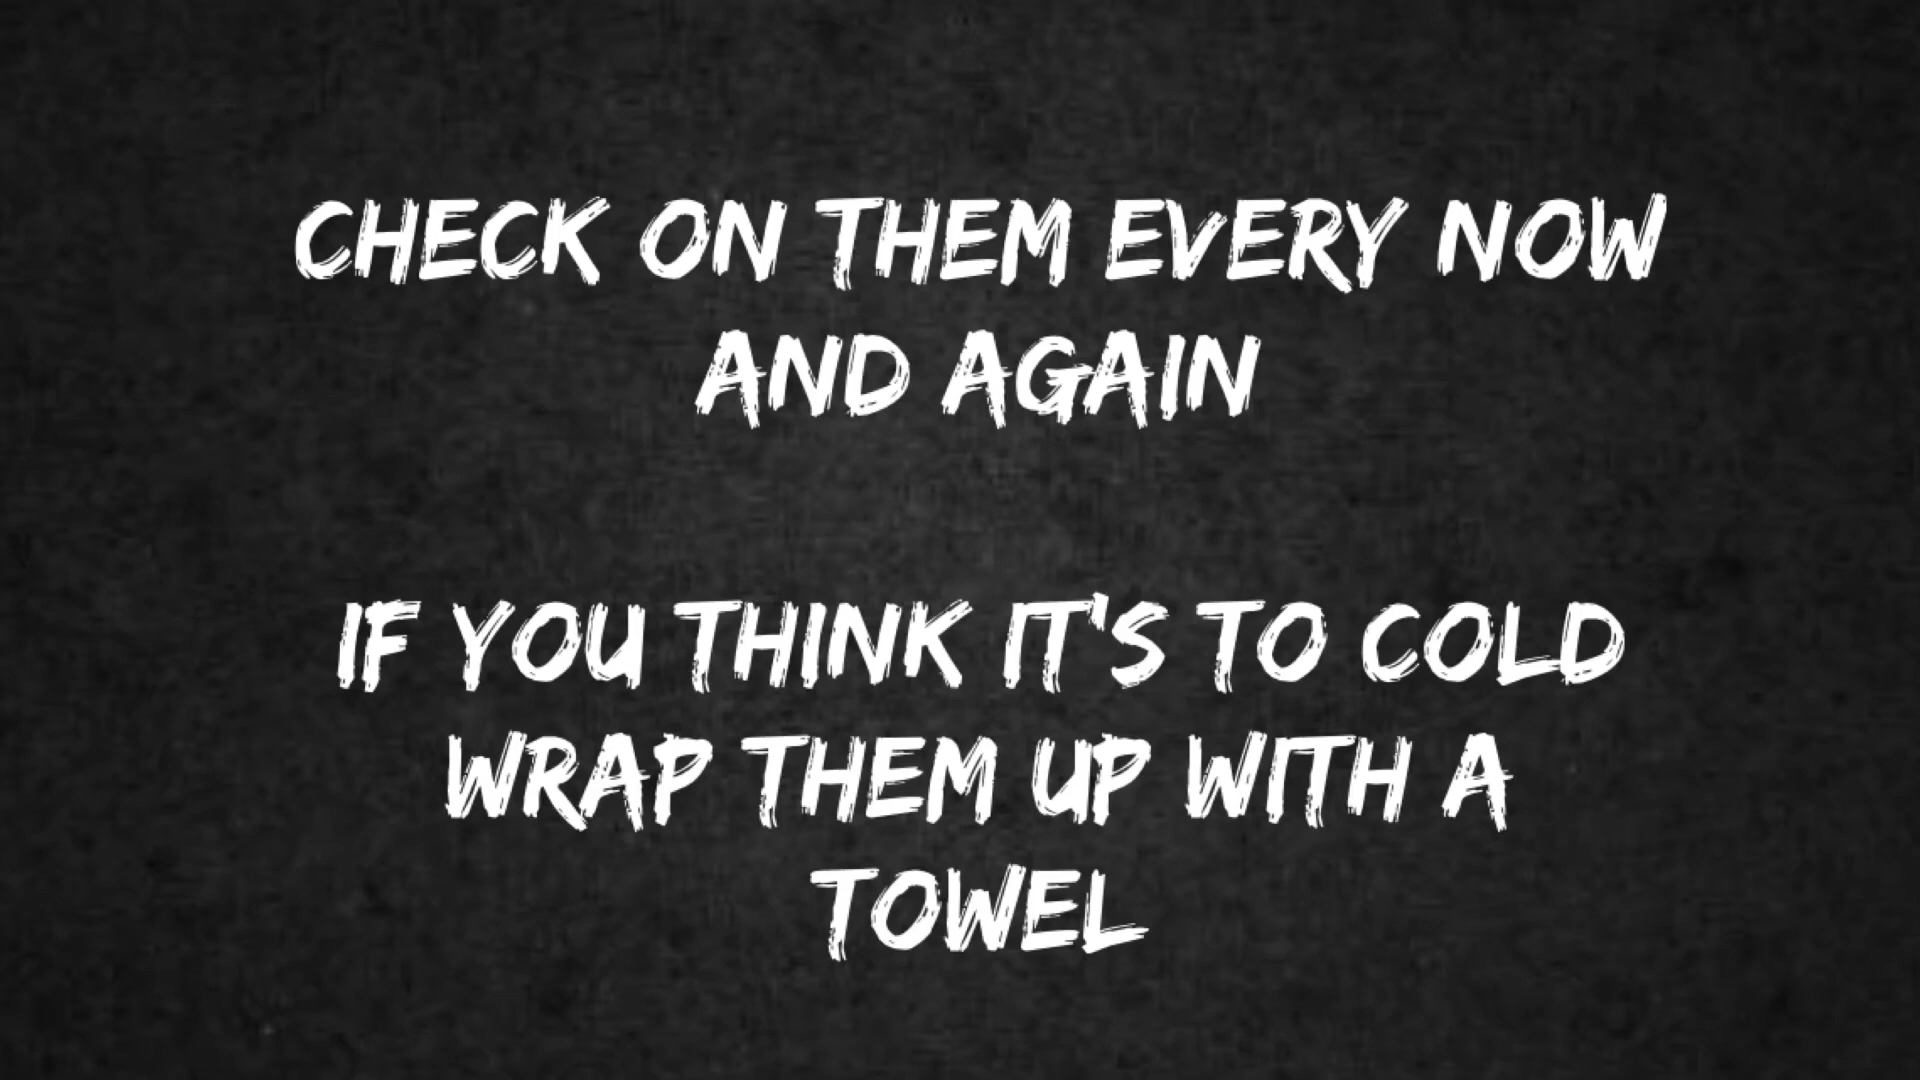 CHECK ON THEM EVERY NOW
AND AGAIN
IF YOU THINK IT'S TO COLD
WRAP THEM UP WITH A
TOWEL